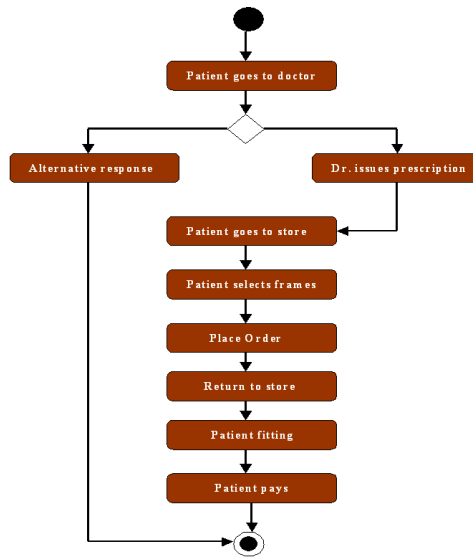 Patient goes to doctor
Alternative response
Dr. issues prescription
Patient goes to store
Patient selects frames
Place Order
Return to store
Patient fitting
Patient pays